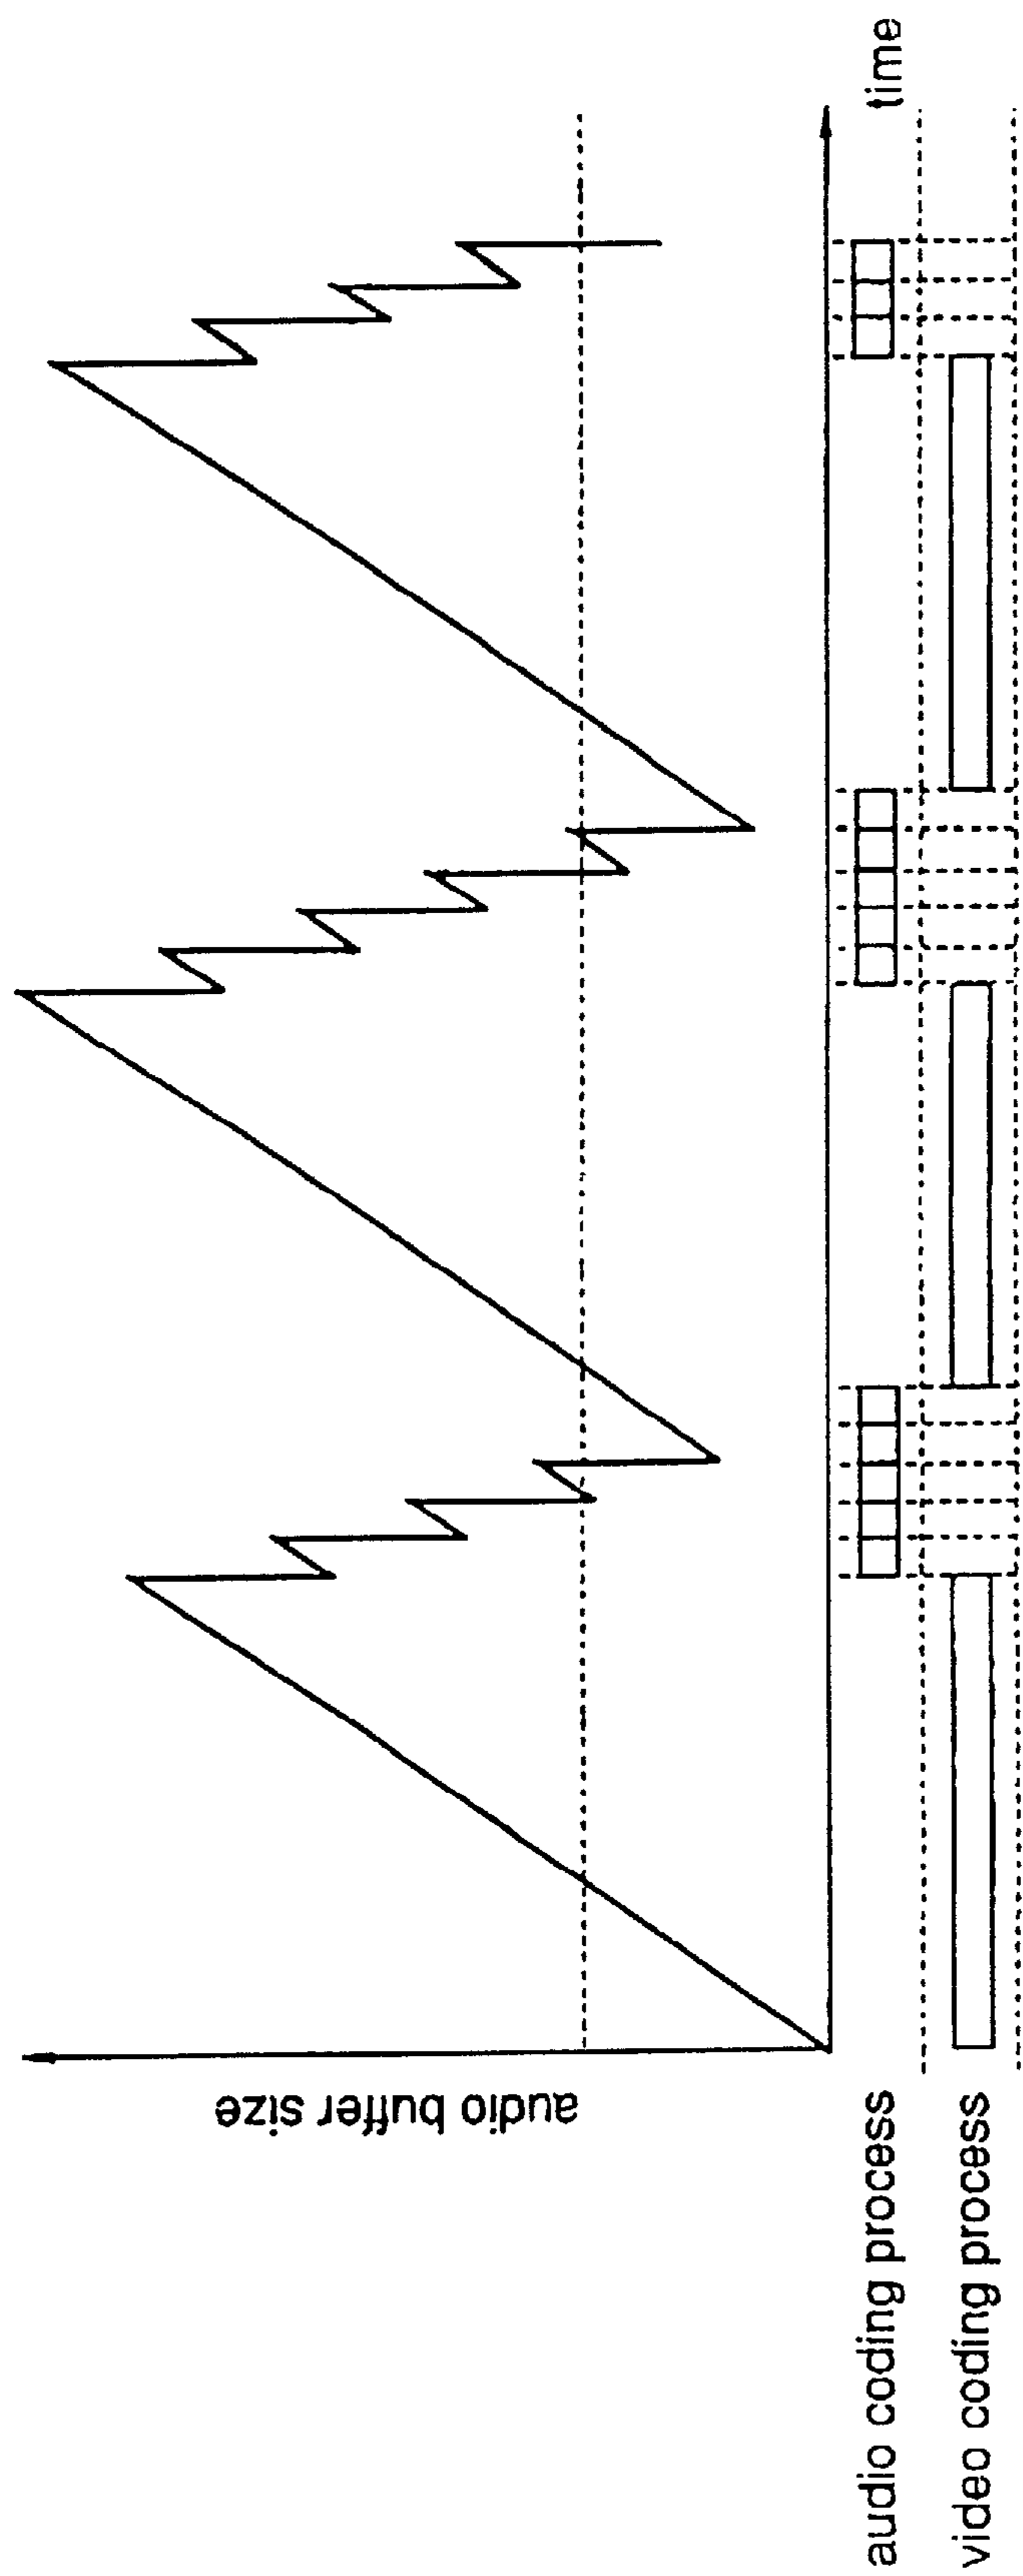 audio buffer size
time
audio coding process
video coding process